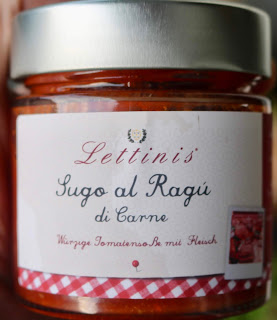 Lettinis®
Sugo al Ragú
di Carne
Würzige Tomatensoße mit Fleisch